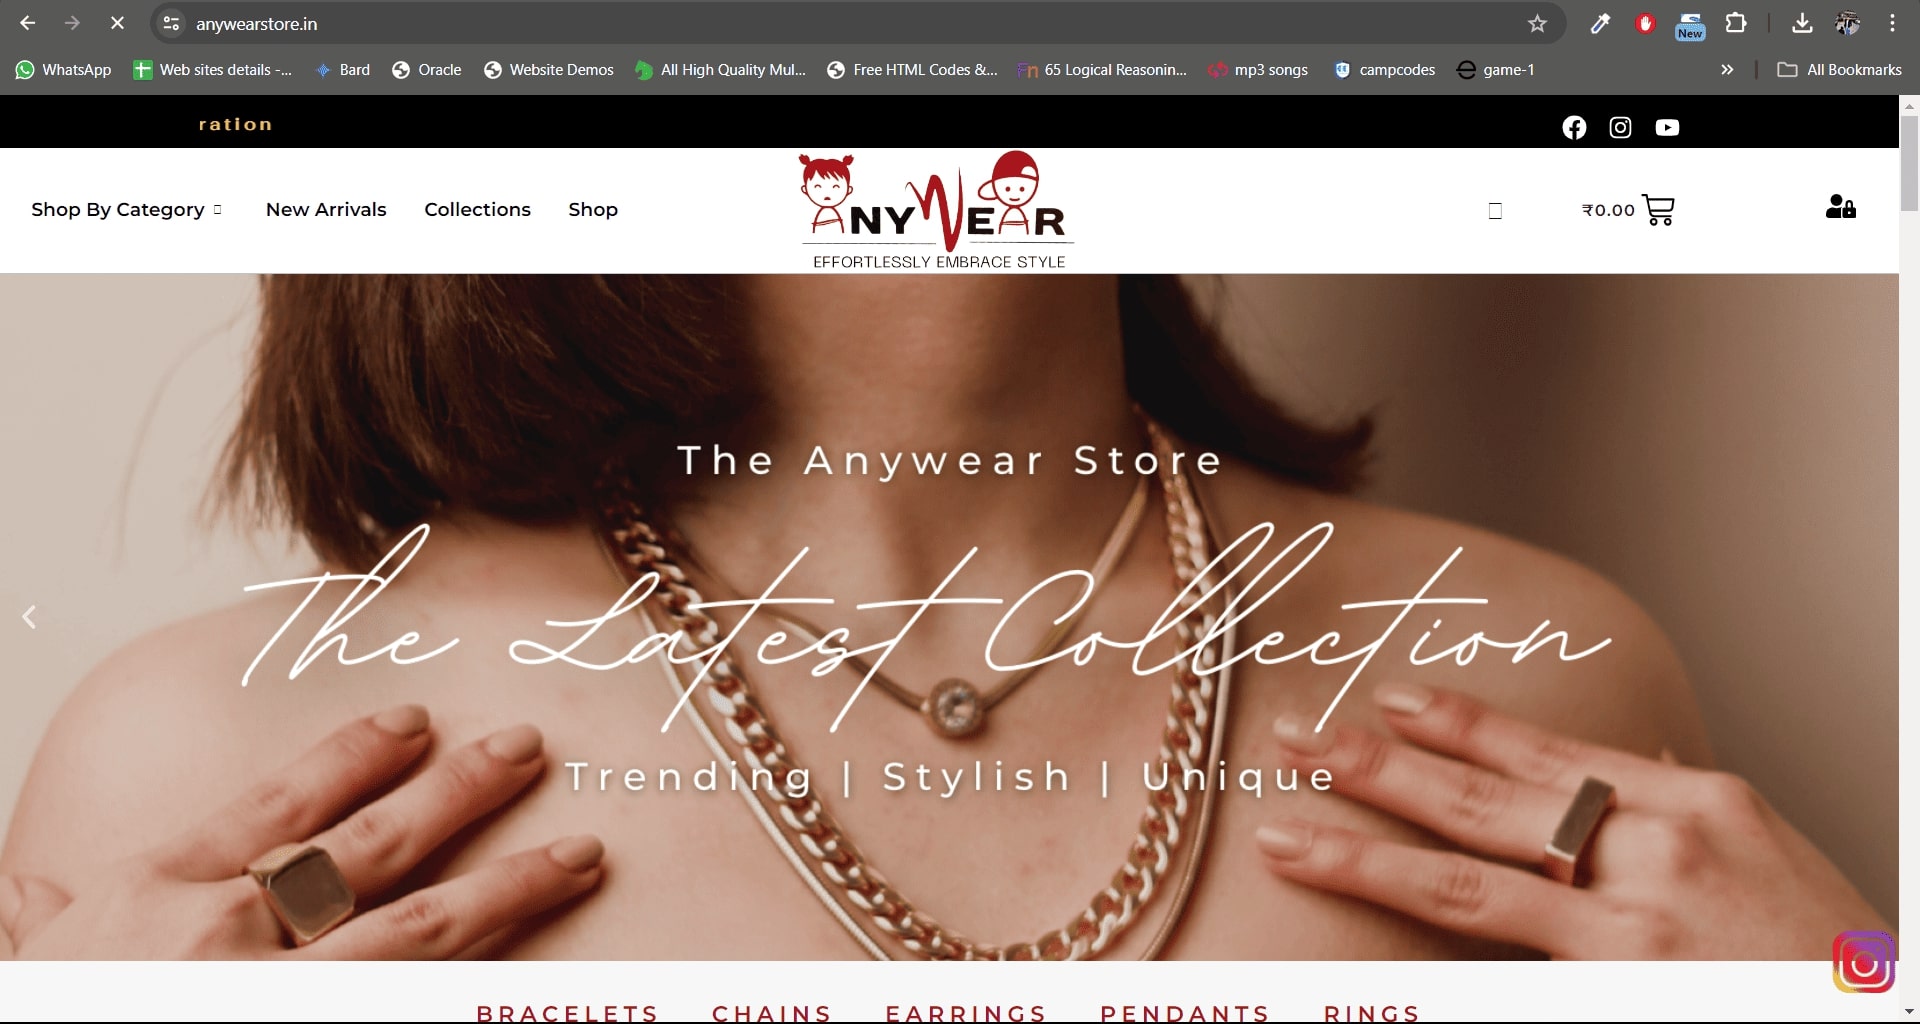 anywearstore.in
New
WhatsApp Web sites details -... Bard Oracle Website Demos All High Quality Mul... Free HTML Codes &... 65 Logical Reasonin... mp3 songs campcodes game-1 All Bookmarks
ration
Shop By Category New Arrivals Collections Shop
ANYWEAR
EFFORTLESSLY EMBRACE STYLE
₹0.00
The Anywear Store
The Latest Collection
Trending | Stylish | Unique
BRACELETS CHAINS EARRINGS PENDANTS RINGS